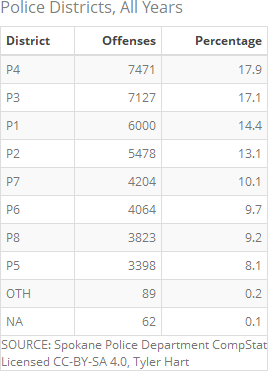 Police Districts, All Years
District Offenses Percentage
P4 7471 17.9
P3 7127 17.1
P1 6000 14.4
P2 5478 13.1
P7 4204 10.1
P6 4064 9.7
P8 3823 9.2
P5 3398 8.1
OTH 89 0.2
NA 62 0.1
SOURCE: Spokane Police Department CompStat
Licensed CC-BY-SA 4.0, Tyler Hart